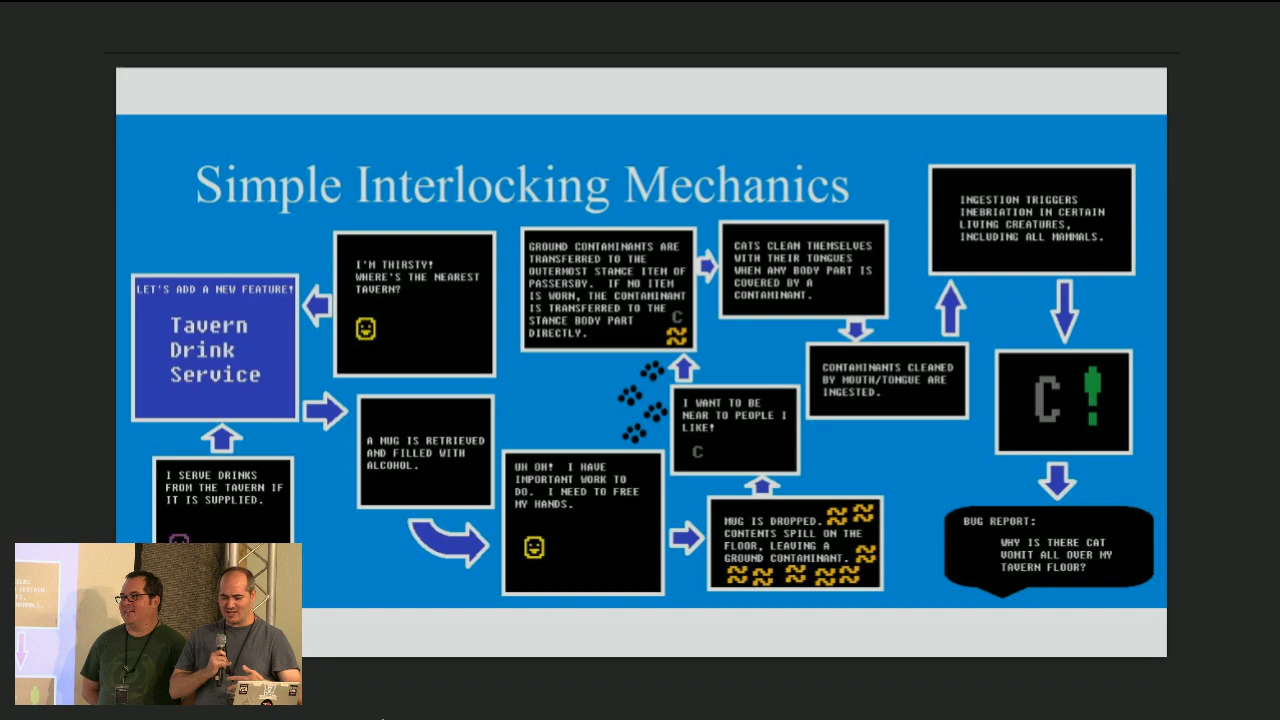 Simple Interlocking Mechanics
I'M THIRSTY!
WHERE'S THE NEAREST
TAVERN?
LET'S ADD A NEW FEATURE!
Tavern
Drink
Service
I SERVE DRINKS
FROM THE TAVERN IF
IT IS SUPPLIED.
A MUG IS RETRIEVED
AND FILLED WITH
ALCOHOL.
UH OH! I HAVE
IMPORTANT WORK TO
DO. I NEED TO FREE
MY HANDS.
MUG IS DROPPED.
CONTENTS SPILL ON THE
FLOOR, LEAVING A
GROUND CONTAMINANT.
I WANT TO BE
NEAR TO PEOPLE I
LIKE!
C
GROUND CONTAMINANTS ARE
TRANSFERRED TO THE
OUTERMOST STANCE ITEM OF
PASSERSBY. IF NO ITEM
IS WORN, THE CONTAMINANT
IS TRANSFERRED TO THE
STANCE BODY PART
DIRECTLY.
C
CATS CLEAN THEMSELVES
WITH THEIR TONGUES
WHEN ANY BODY PART IS
COVERED BY A
CONTAMINANT.
CONTAMINANTS CLEANED
BY MOUTH/TONGUE ARE
INGESTED.
INGESTION TRIGGERS
INEBRIATION IN CERTAIN
LIVING CREATURES,
INCLUDING ALL MAMMALS.
C!
BUG REPORT:
WHY IS THERE CAT
VOMIT ALL OVER MY
TAVERN FLOOR?